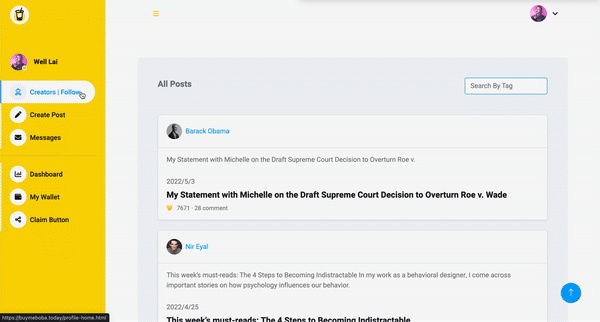 Well Lai
Creators | Follow
Create Post
Messages
Dashboard
My Wallet
Claim Button
All Posts
Search By Tag
Barack Obama
My Statement with Michelle on the Draft Supreme Court Decision to Overturn Roe v.
2022/5/3
My Statement with Michelle on the Draft Supreme Court Decision to Overturn Roe v. Wade
7671 · 28 comment
Nir Eyal
This week's must-reads: The 4 Steps to Becoming Indistractable In my work as a behavioral designer, I come across
important stories on how psychology influences our behavior.
2022/4/25
This week's must-reads: The 4 Steps to Becoming Indistractable
https://buymeboba.today/profile-home.html